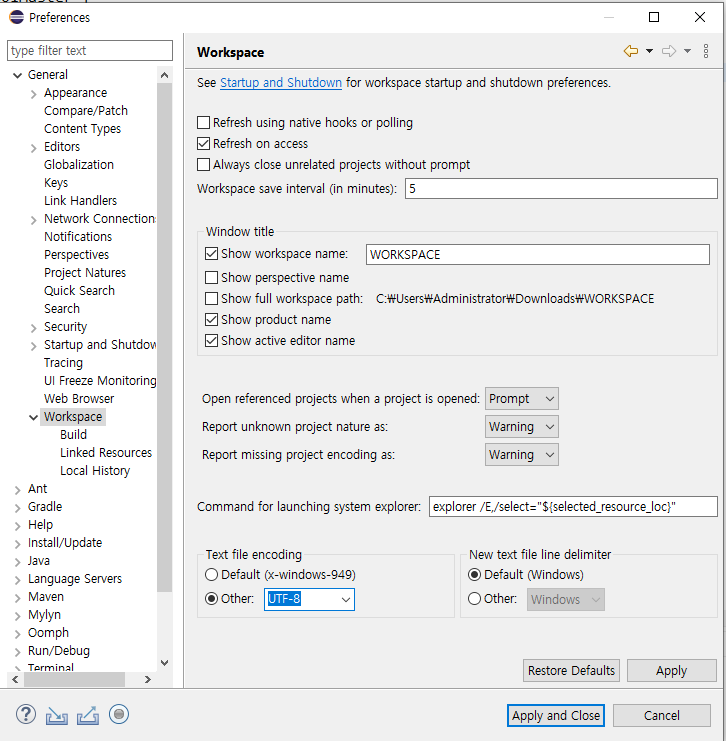 Preferences
type filter text
General
Appearance
Compare/Patch
Content Types
Editors
Globalization
Keys
Link Handlers
Network Connection
Notifications
Perspectives
Project Natures
Quick Search
Search
Security
Startup and Shutdow
Tracing
UI Freeze Monitoring
Web Browser
Workspace
Build
Linked Resources
Local History
Ant
Gradle
Help
Install/Update
Java
Language Servers
Maven
Mylyn
Oomph
Run/Debug
Terminal
Workspace
See Startup and Shutdown for workspace startup and shutdown preferences.
Refresh using native hooks or polling
Refresh on access
Always close unrelated projects without prompt
Workspace save interval (in minutes): 5
Window title
Show workspace name: WORKSPACE
Show perspective name
Show full workspace path: C:₩Users₩Administrator₩Downloads₩WORKSPACE
Show product name
Show active editor name
Open referenced projects when a project is opened: Prompt
Report unknown project nature as: Warning
Report missing project encoding as: Warning
Command for launching system explorer: explorer /E,/select="${selected_resource_loc}"
Text file encoding
Default (x-windows-949)
Other: UTF-8
New text file line delimiter
Default (Windows)
Other: Windows
Restore Defaults Apply
Apply and Close Cancel